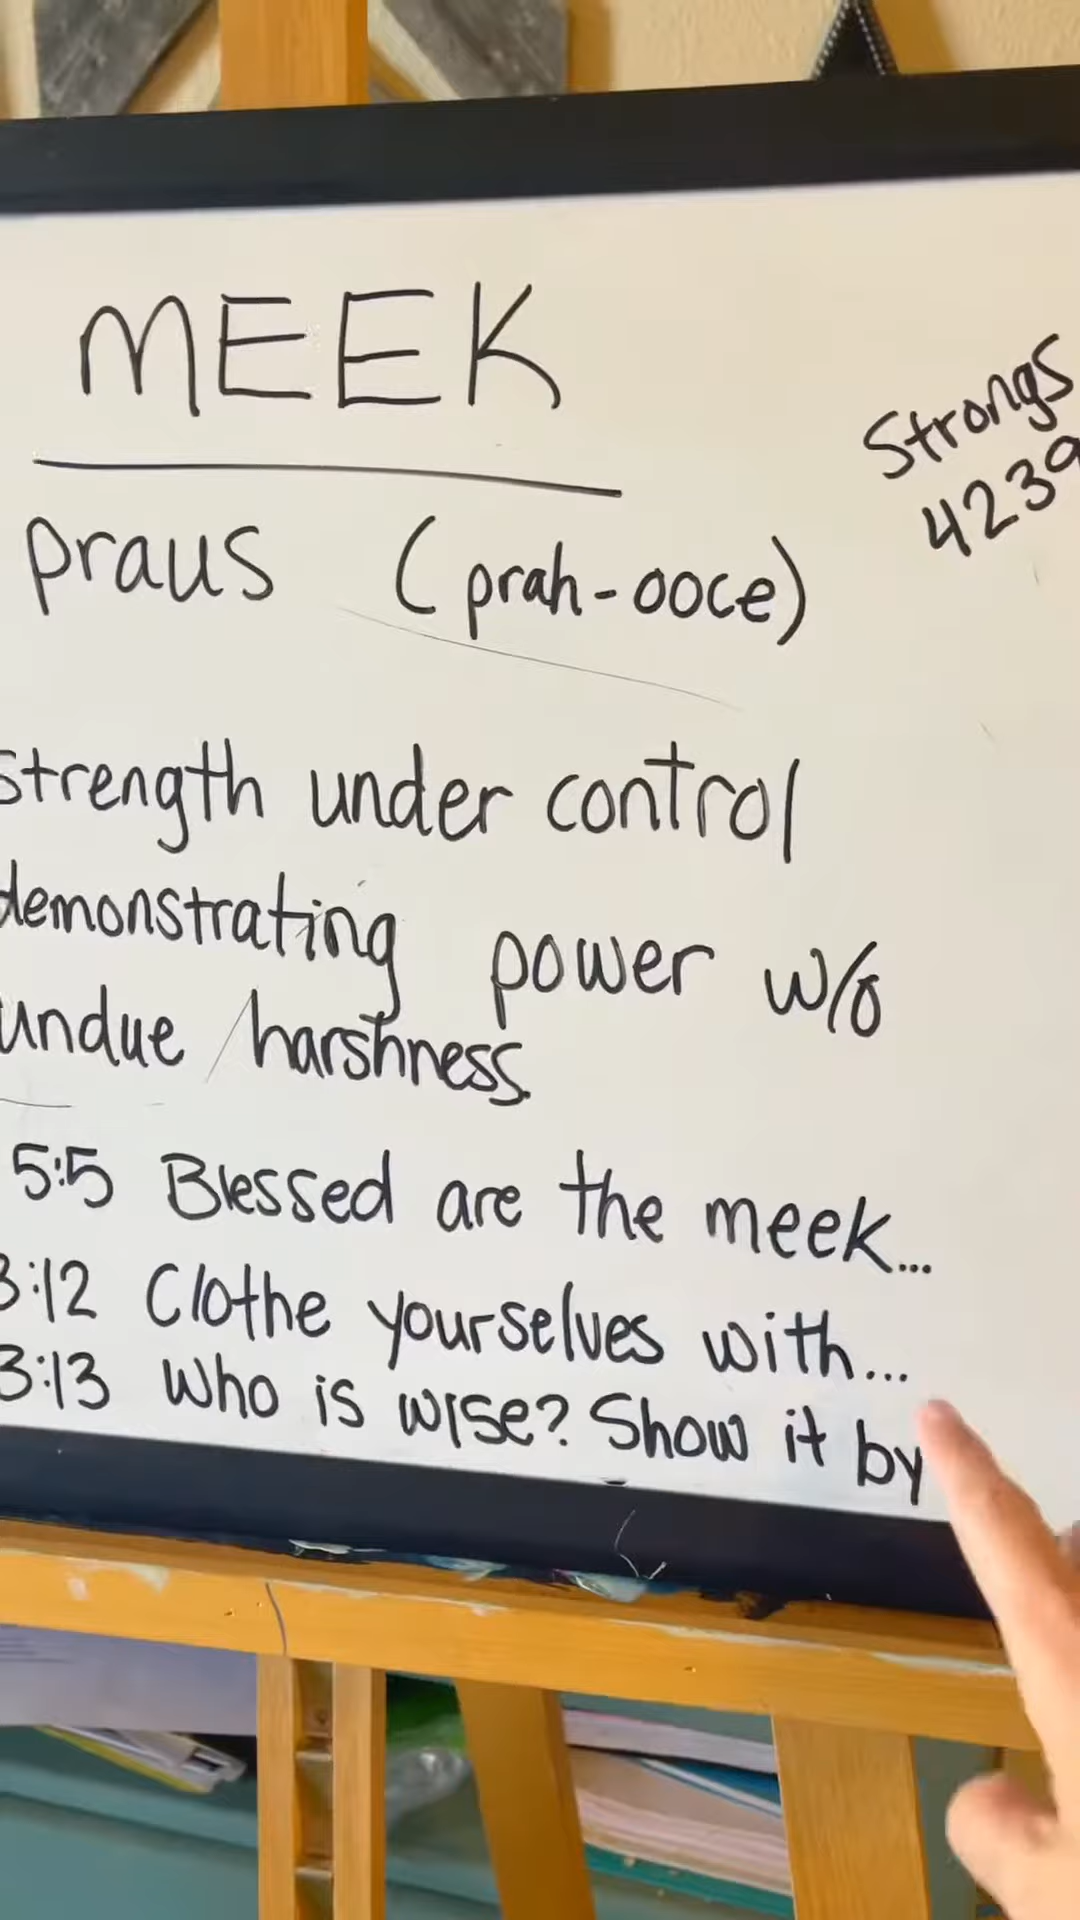 MEEK
Strongs
4239
praus (prah-ooce)
strength under control
demonstrating power w/o
undue harshness.
5:5 Blessed are the meek...
3:12 Clothe yourselves with...
3:13 Who is wise? Show it by